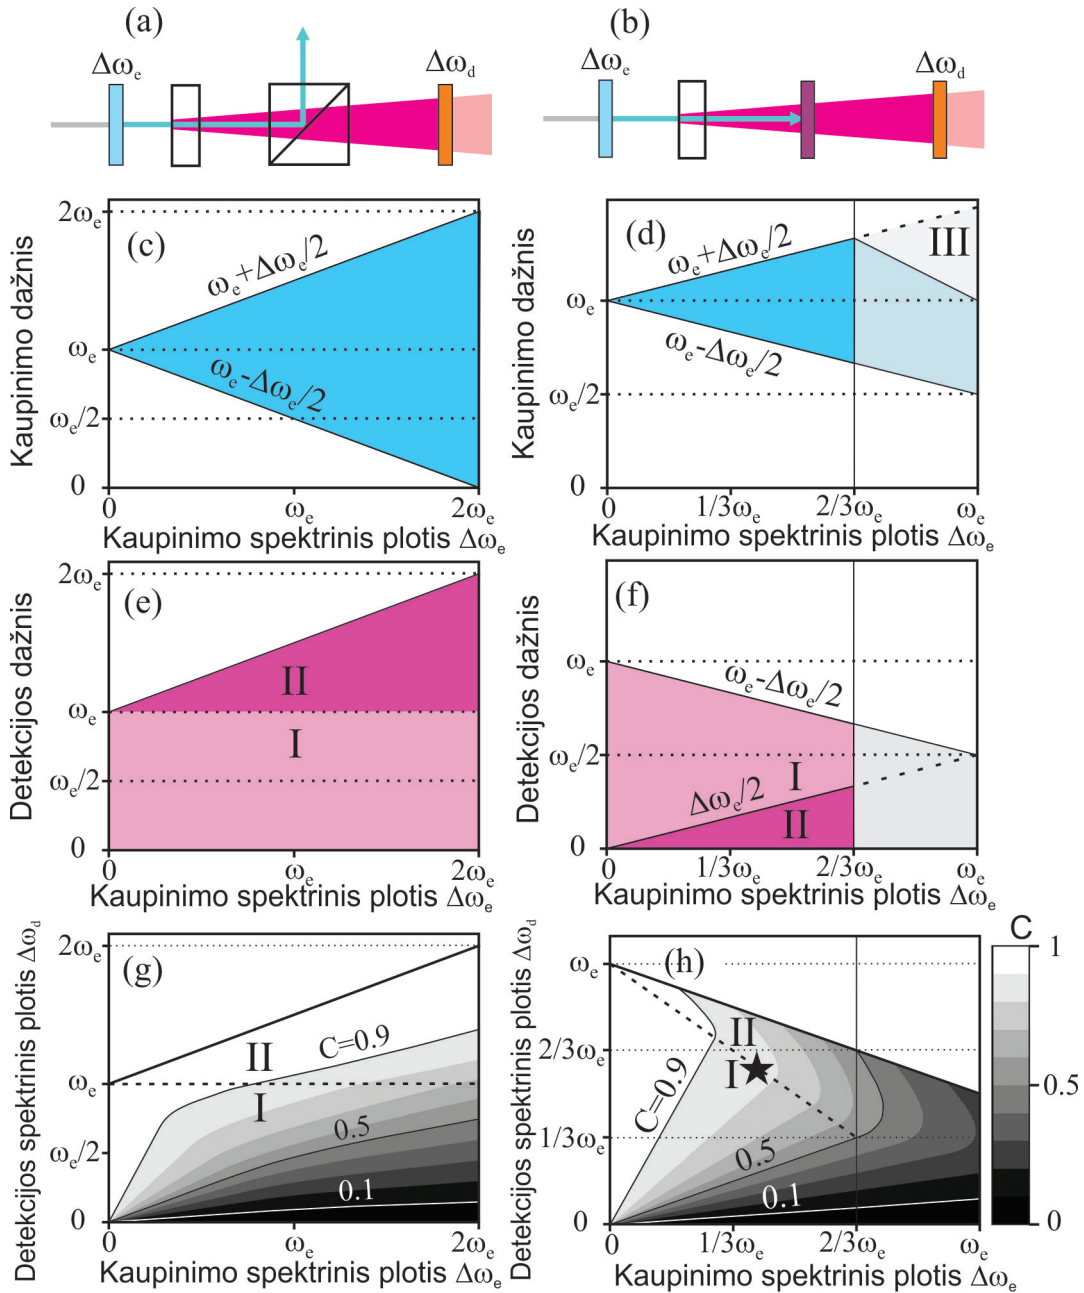 (a)
Δωe
Δωd
(b)
Δωe
Δωd
Kaupinimo dažnis
2ωe
ωe
ωe/2
0
(c)
ωe+Δωe/2
ωe-Δωe/2
0
ωe
2ωe
Kaupinimo spektrinis plotis Δωe
Kaupinimo dažnis
ωe
ωe/2
0
(d)
ωe+Δωe/2
ωe-Δωe/2
III
0
1/3ωe
2/3ωe
ωe
Kaupinimo spektrinis plotis Δωe
Detekcijos dažnis
2ωe
ωe
ωe/2
0
(e)
II
I
0
ωe
2ωe
Kaupinimo spektrinis plotis Δωe
Detekcijos dažnis
ωe
ωe/2
0
(f)
ωe-Δωe/2
I
Δωe/2
II
0
1/3ωe
2/3ωe
ωe
Kaupinimo spektrinis plotis Δωe
Detekcijos spektrinis plotis Δωd
2ωe
ωe
ωe/2
0
(g)
II
C=0.9
I
0.5
0.1
0
ωe
2ωe
Kaupinimo spektrinis plotis Δωe
Detekcijos spektrinis plotis Δωd
ωe
2/3ωe
1/3ωe
0
(h)
II
I
C=0.9
0.5
0.1
0
1/3ωe
2/3ωe
ωe
Kaupinimo spektrinis plotis Δωe
C
1
0.5
0